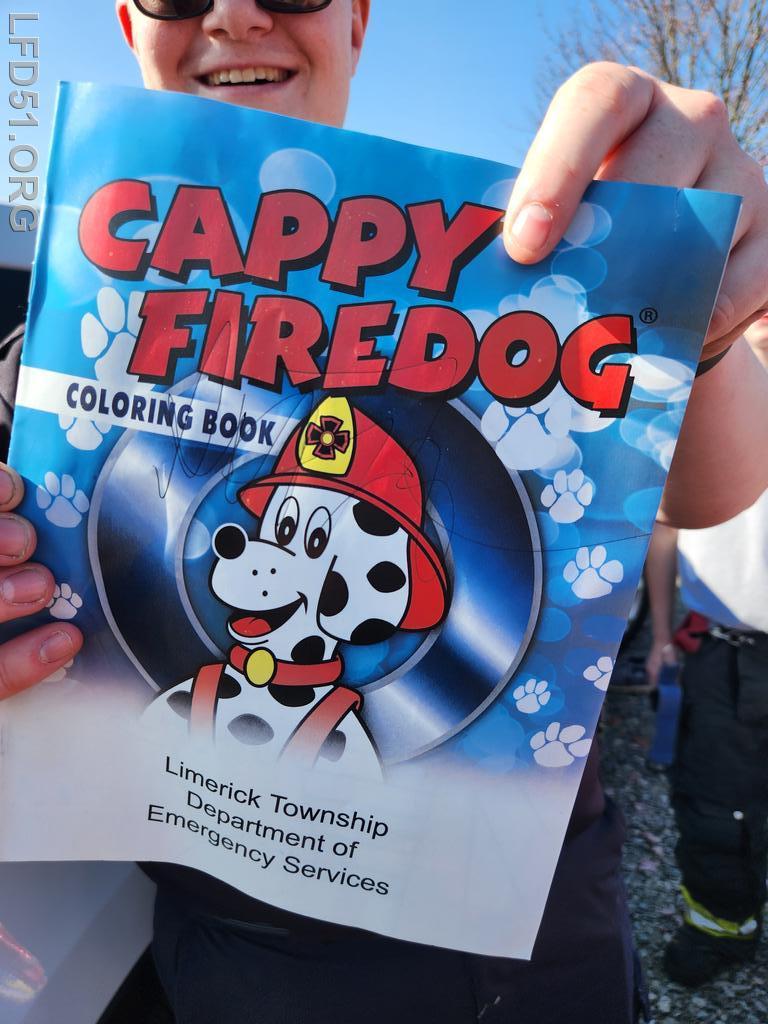 LFD51.ORG
CAPPY
FIREDOG®
COLORING BOOK
Limerick Township
Department of
Emergency Services